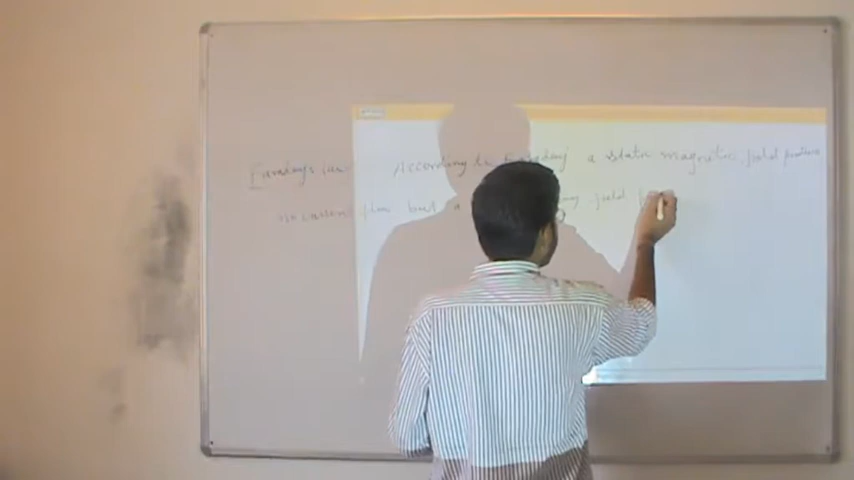 Faradays law According to Faraday's a static magnetic field produces
no current flow but a field